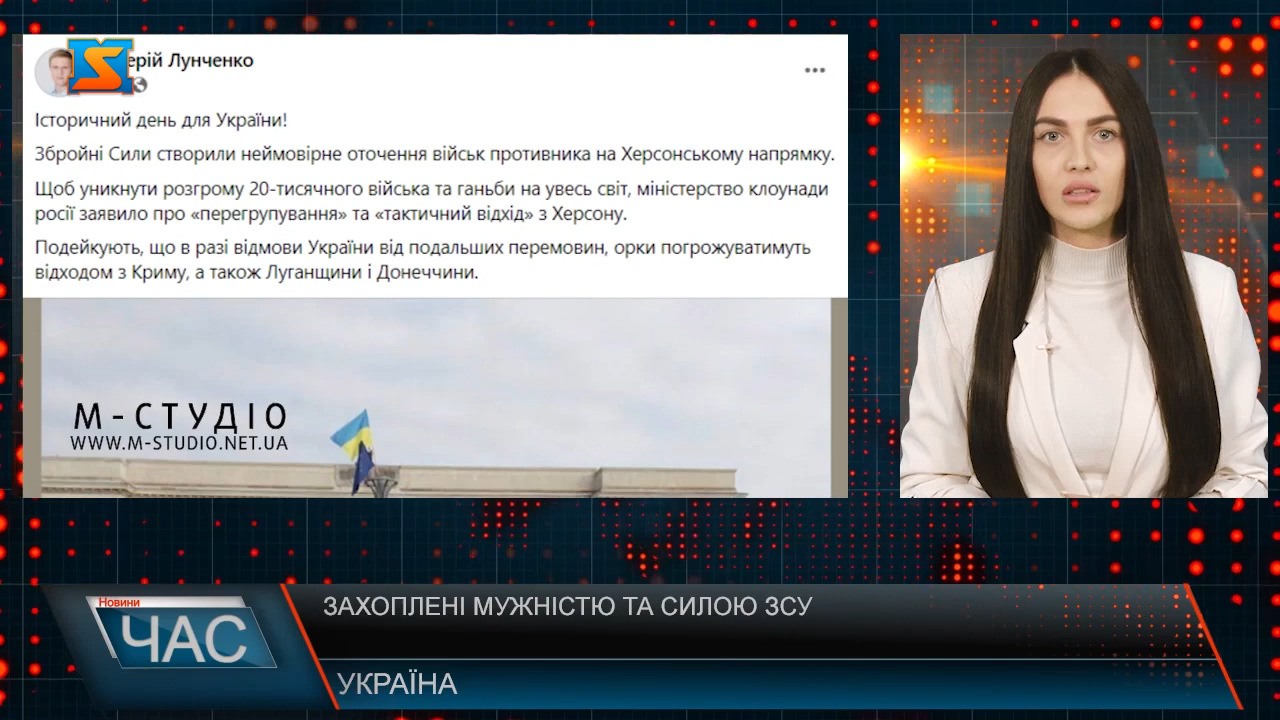 ерій Лунченко
Історичний день для України!
Збройні Сили створили неймовірне оточення військ противника на Херсонському напрямку.
Щоб уникнути розгрому 20-тисячного війська та ганьби на увесь світ, міністерство клоунади
росії заявило про «перегрупування» та «тактичний відхід» з Херсону.
Подейкують, що в разі відмови України від подальших перемовин, орки погрожуватимуть
відходом з Криму, а також Луганщини і Донеччини.
М-СТУДІО
WWW.M-STUDIO.NET.UA
Новини
ЧАС
ЗАХОПЛЕНІ МУЖНІСТЮ ТА СИЛОЮ ЗСУ
УКРАЇНА